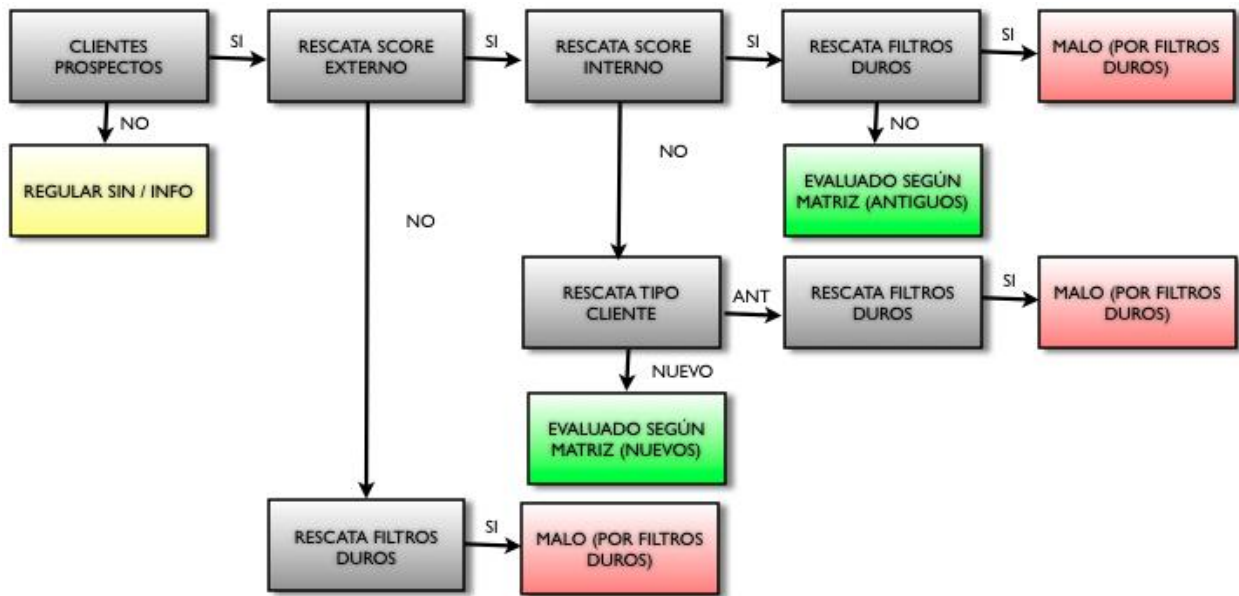 CLIENTES
PROSPECTOS
SI
RESCATA SCORE
EXTERNO
SI
RESCATA SCORE
INTERNO
SI
RESCATA FILTROS
DUROS
SI
MALO (POR FILTROS
DUROS)
NO
REGULAR SIN / INFO
NO
NO
NO
EVALUADO SEGÚN
MATRIZ (ANTIGUOS)
RESCATA TIPO
CLIENTE
ANT
RESCATA FILTROS
DUROS
SI
MALO (POR FILTROS
DUROS)
NUEVO
EVALUADO SEGÚN
MATRIZ (NUEVOS)
RESCATA FILTROS
DUROS
SI
MALO (POR FILTROS
DUROS)